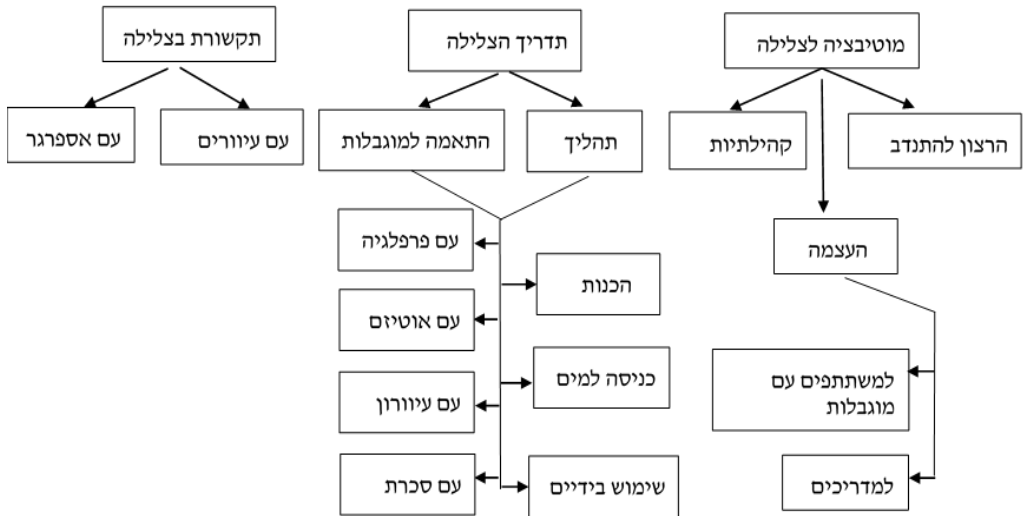 מוטיבציה לצלילה
תדריך הצלילה
תקשורת בצלילה
הרצון להתנדב
קהילתיות
תהליך
התאמה למוגבלות
עם עיוורים
עם אספרגר
העצמה
עם פרפלגיה
הכנות
עם אוטיזם
למשתתפים עם
מוגבלות
כניסה למים
עם עיוורון
למדריכים
שימוש בידיים
עם סכרת